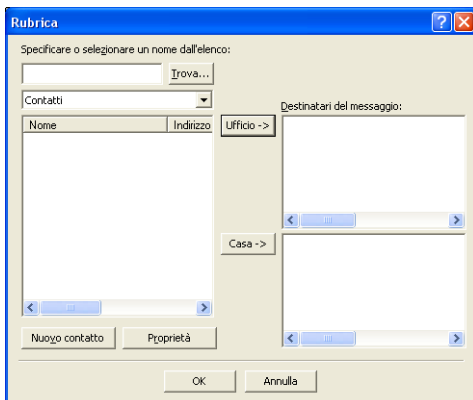 Rubrica
Specificare o selezionare un nome dall'elenco:
Trova...
Contatti
Destinatari del messaggio:
Nome Indirizzo
Ufficio ->
Casa ->
Nuovo contatto Proprietà
OK Annulla